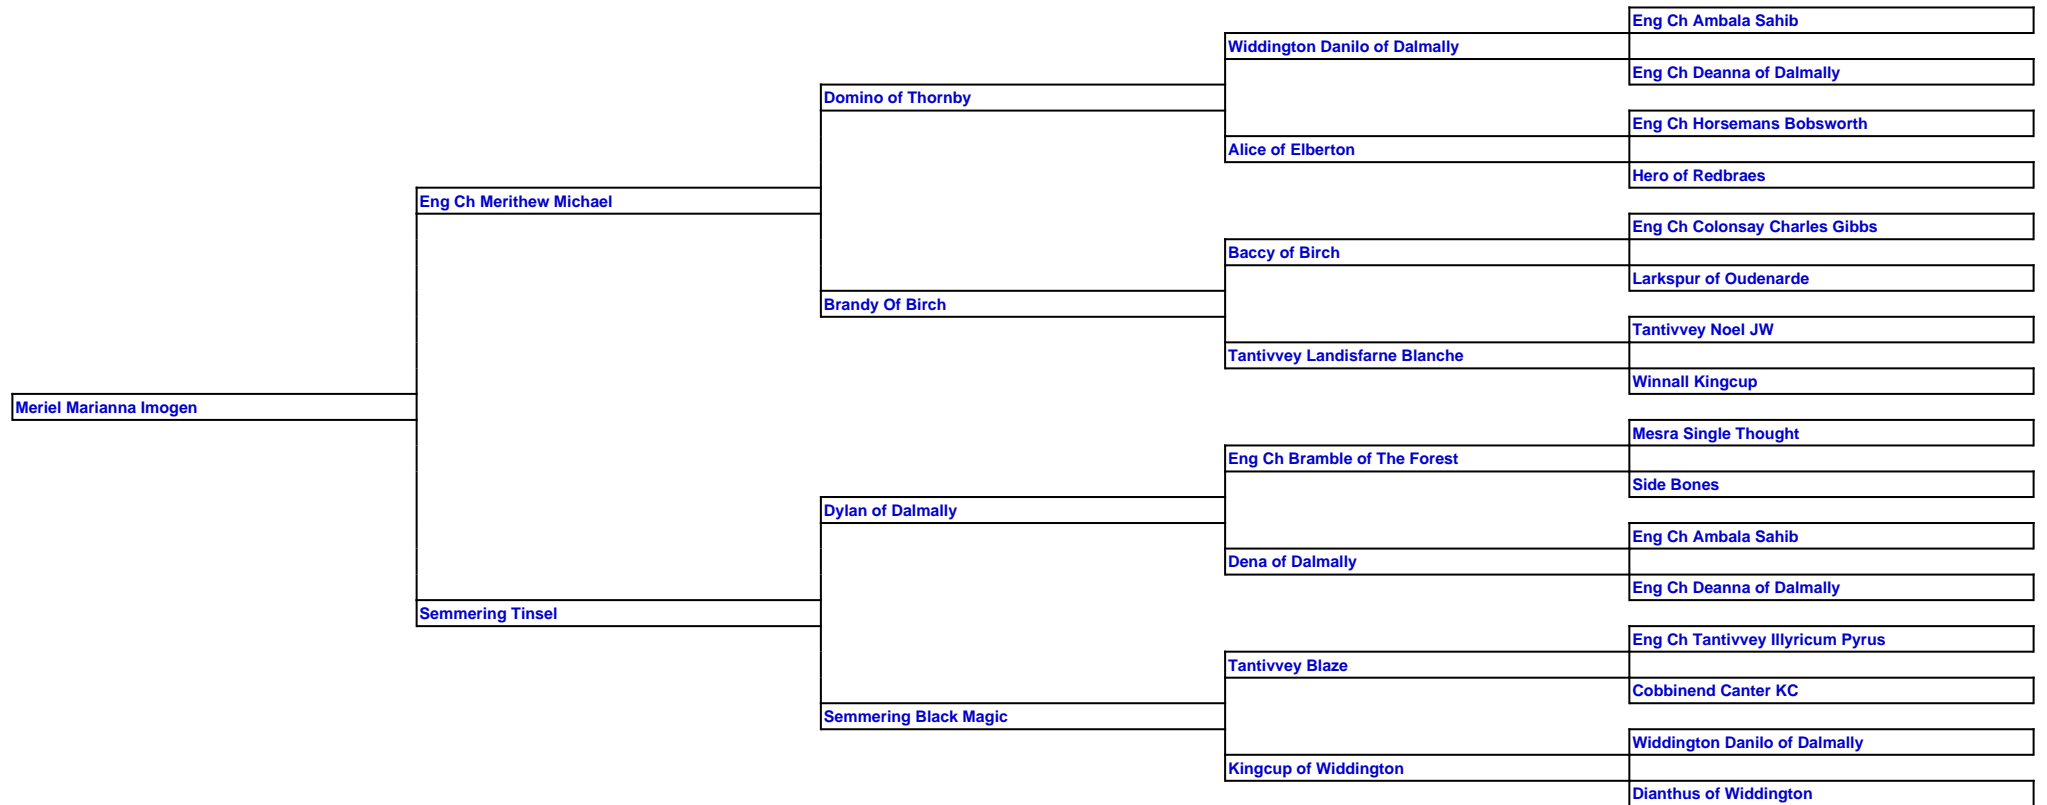 Eng Ch Ambala Sahib
Widdington Danilo of Dalmally
Eng Ch Deanna of Dalmally
Domino of Thornby
Eng Ch Horsemans Bobsworth
Alice of Elberton
Hero of Redbraes
Eng Ch Merithew Michael
Eng Ch Colonsay Charles Gibbs
Baccy of Birch
Larkspur of Oudenarde
Brandy Of Birch
Tantivvey Noel JW
Tantivvey Landisfarne Blanche
Winnall Kingcup
Meriel Marianna Imogen
Mesra Single Thought
Eng Ch Bramble of The Forest
Side Bones
Dylan of Dalmally
Eng Ch Ambala Sahib
Dena of Dalmally
Eng Ch Deanna of Dalmally
Semmering Tinsel
Eng Ch Tantivvey Illyricum Pyrus
Tantivvey Blaze
Cobbinend Canter KC
Semmering Black Magic
Widdington Danilo of Dalmally
Kingcup of Widdington
Dianthus of Widdington